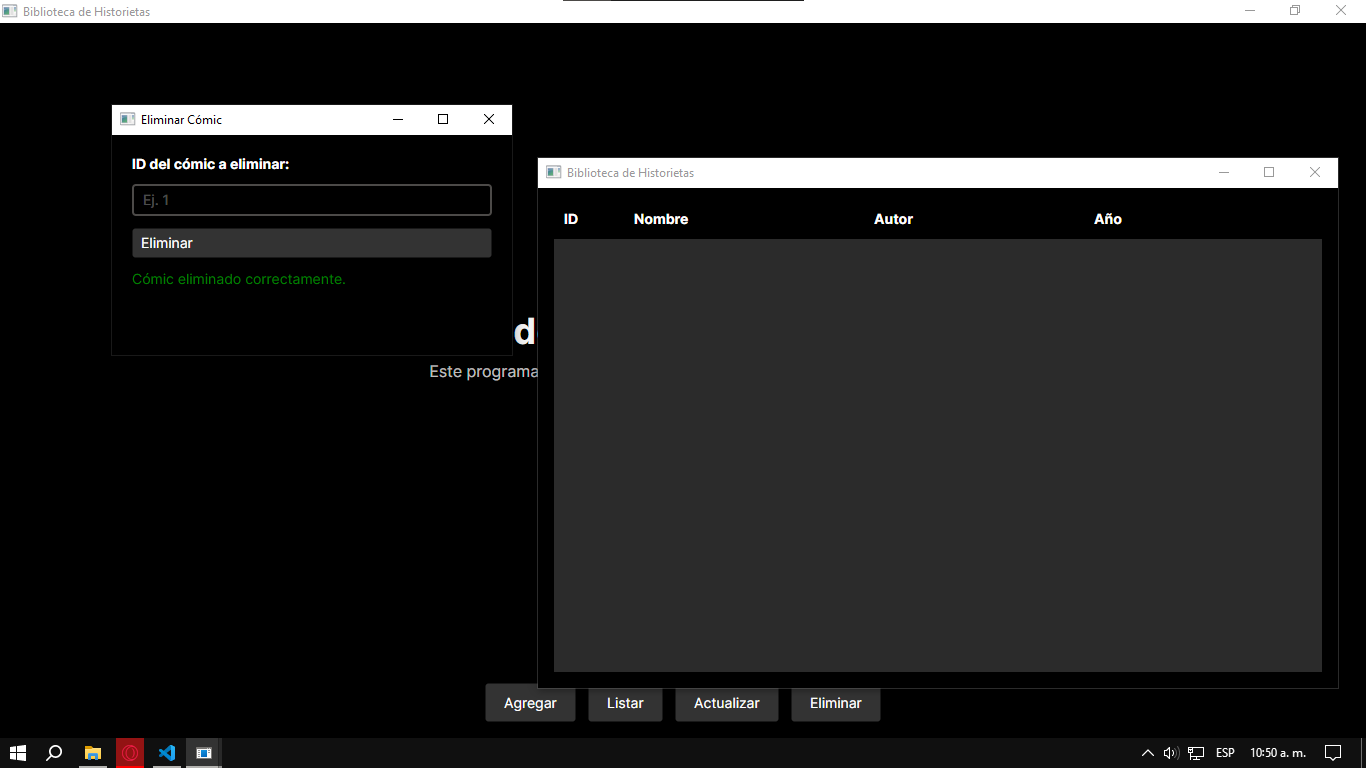 Biblioteca de Historietas
Eliminar Cómic
ID del cómic a eliminar:
Ej. 1
Eliminar
Cómic eliminado correctamente.
Este programa
Biblioteca de Historietas
ID Nombre Autor Año
Agregar Listar Actualizar Eliminar
ESP 10:50 a. m.